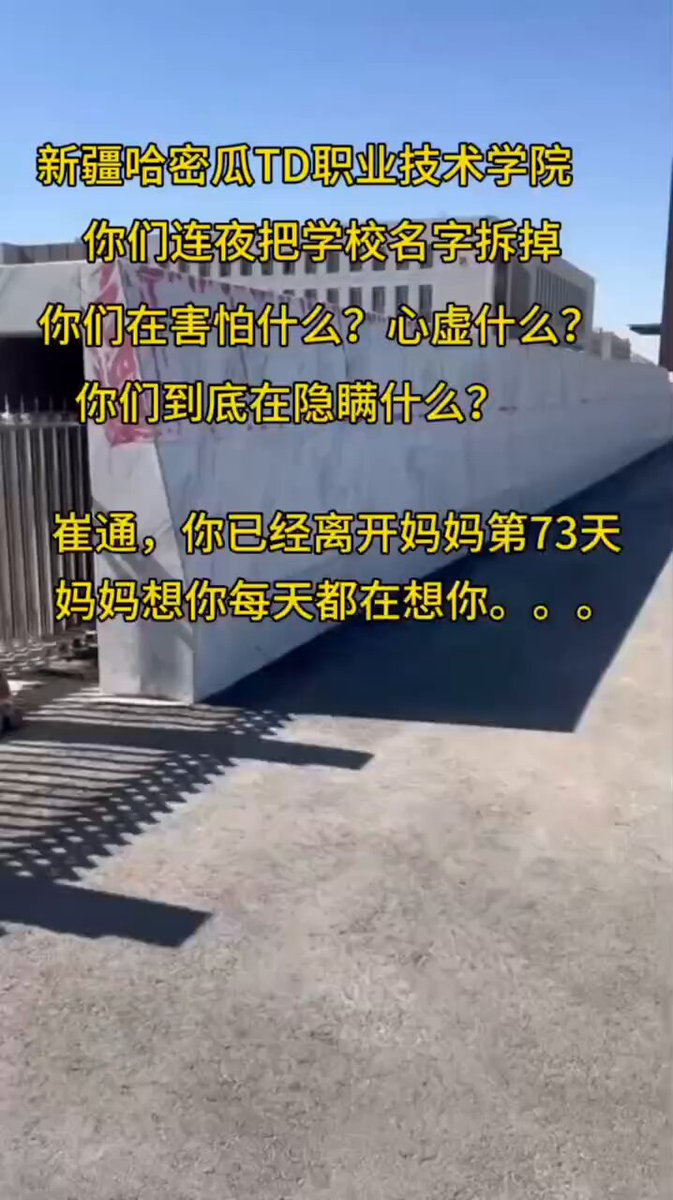 新疆哈密瓜TD职业技术学院
你们连夜把学校名字拆掉
你们在害怕什么？心虚什么？
你们到底在隐瞒什么？
崔通，你已经离开妈妈第73天
妈妈想你每天都在想你。。。